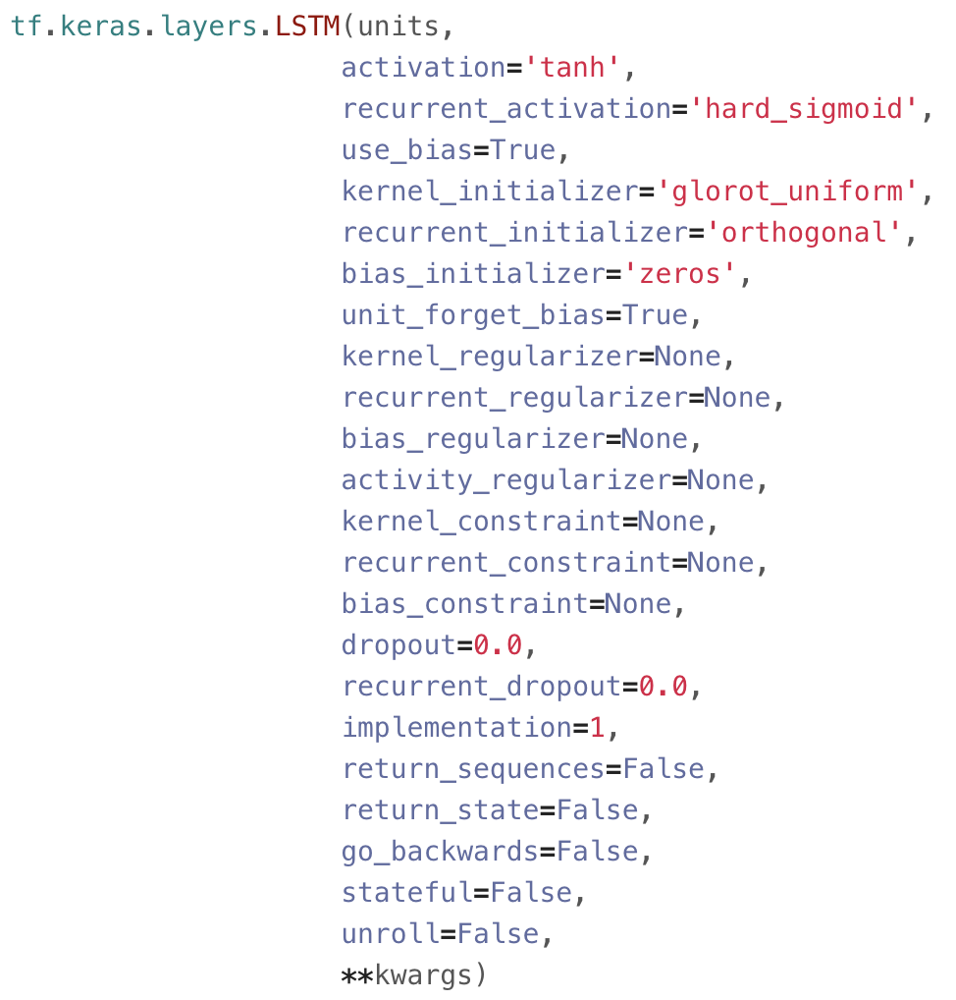 tf.keras.layers.LSTM(units,
activation='tanh',
recurrent_activation='hard_sigmoid',
use_bias=True,
kernel_initializer='glorot_uniform',
recurrent_initializer='orthogonal',
bias_initializer='zeros',
unit_forget_bias=True,
kernel_regularizer=None,
recurrent_regularizer=None,
bias_regularizer=None,
activity_regularizer=None,
kernel_constraint=None,
recurrent_constraint=None,
bias_constraint=None,
dropout=0.0,
recurrent_dropout=0.0,
implementation=1,
return_sequences=False,
return_state=False,
go_backwards=False,
stateful=False,
unroll=False,
**kwargs)